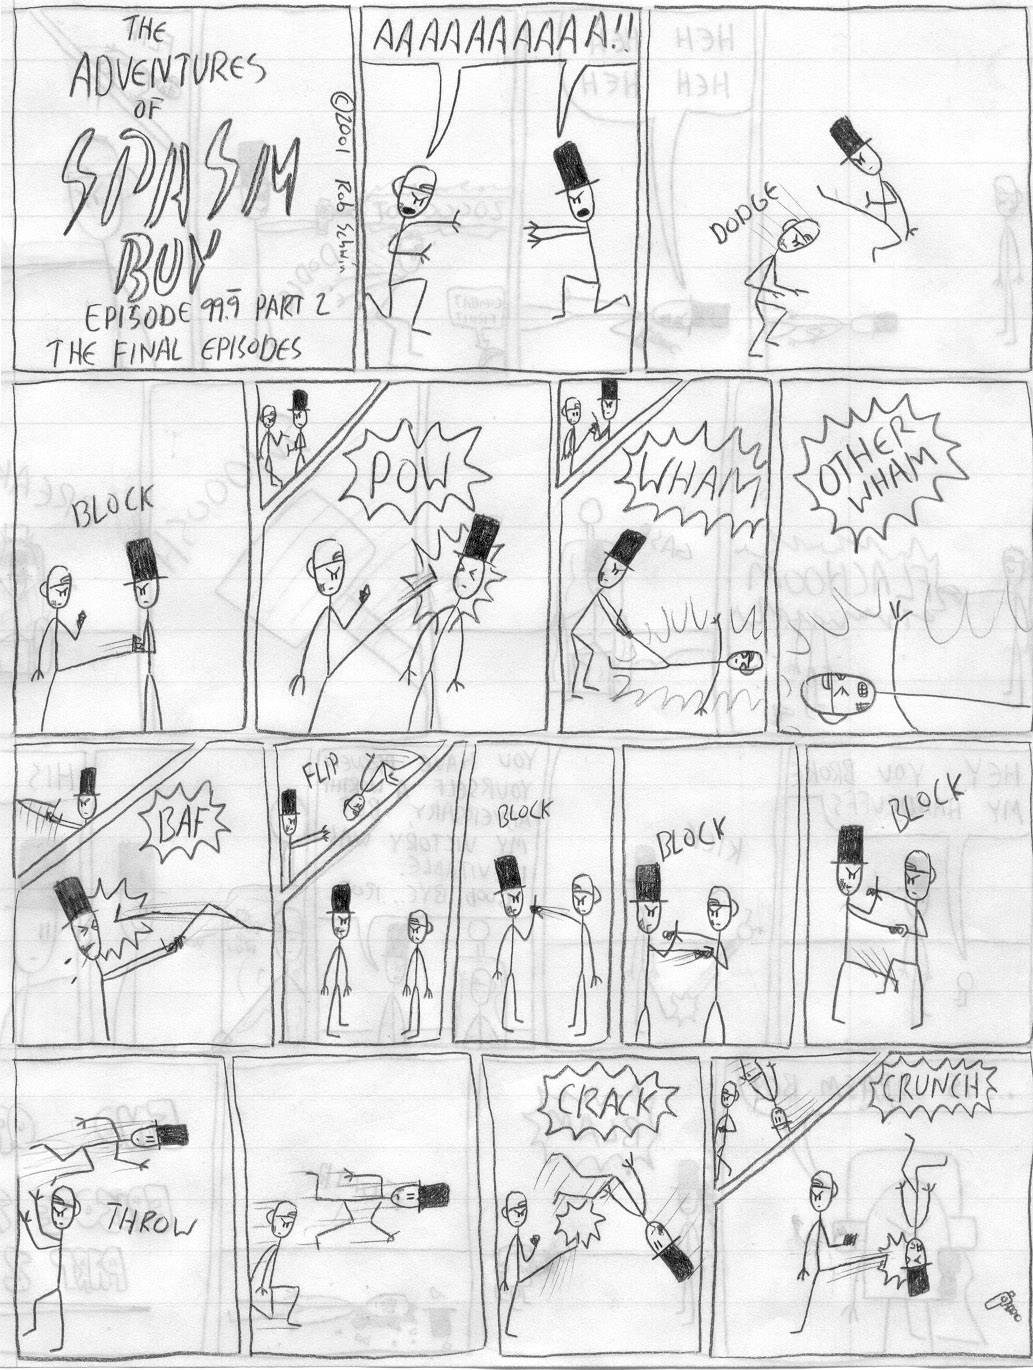 THE
ADVENTURES
OF
SPASM
BOY
EPISODE 99.9 PART 2
THE FINAL EPISODES
©2001 Rob Schwin
AAAAAAAAAA!!
DODGE
BLOCK
POW
WHAM
OTHER
WHAM
BAF
FLIP
BLOCK
BLOCK
BLOCK
THROW
CRACK
CRUNCH